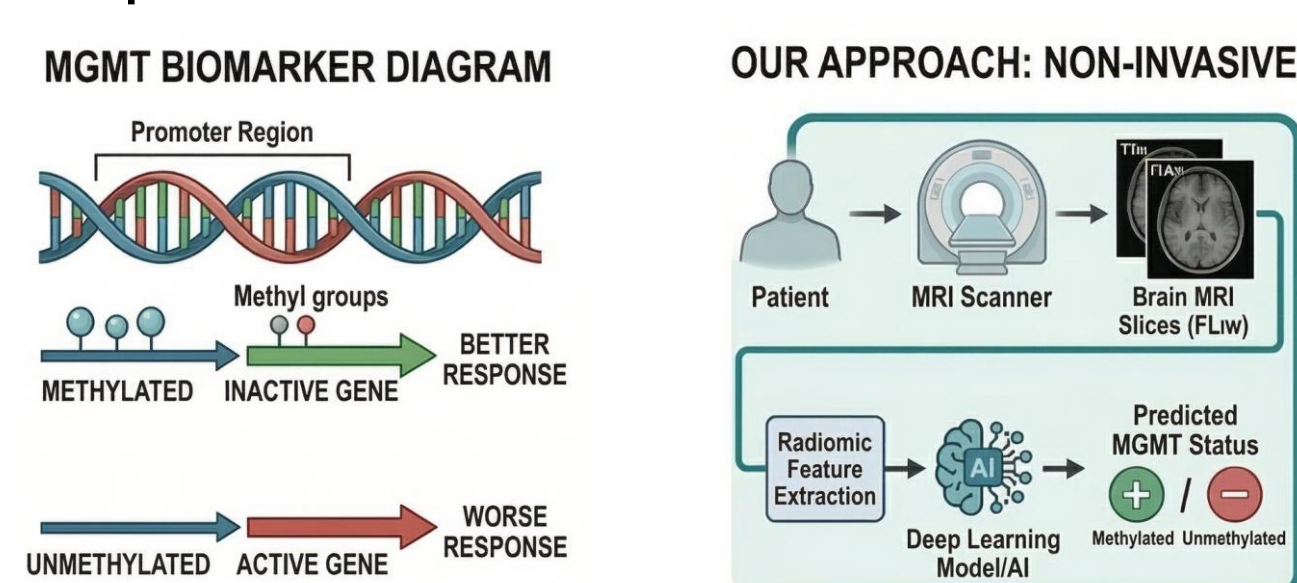 MGMT BIOMARKER DIAGRAM
Promoter Region
Methyl groups
METHYLATED
INACTIVE GENE
BETTER
RESPONSE
UNMETHYLATED
ACTIVE GENE
WORSE
RESPONSE
OUR APPROACH: NON-INVASIVE
Patient
MRI Scanner
Brain MRI
Slices (FLIW)
Radiomic
Feature
Extraction
AI
Deep Learning
Model/AI
Predicted
MGMT Status
+ / −
Methylated Unmethylated